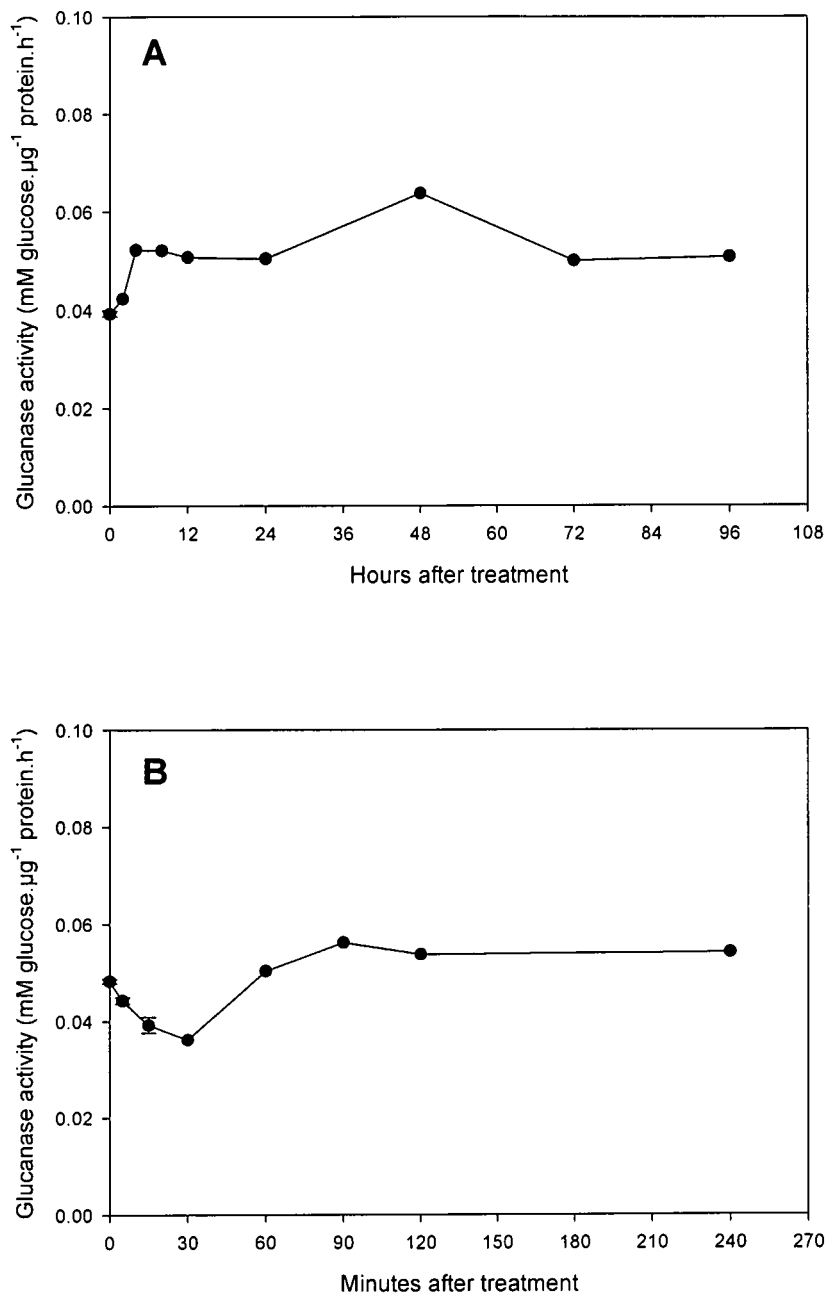 A
Glucanase activity (mM glucose.µg⁻¹ protein.h⁻¹)
0.10
0.08
0.06
0.04
0.02
0.00
0 12 24 36 48 60 72 84 96 108
Hours after treatment
B
Glucanase activity (mM glucose.µg⁻¹ protein.h⁻¹)
0.10
0.08
0.06
0.04
0.02
0.00
0 30 60 90 120 150 180 210 240 270
Minutes after treatment